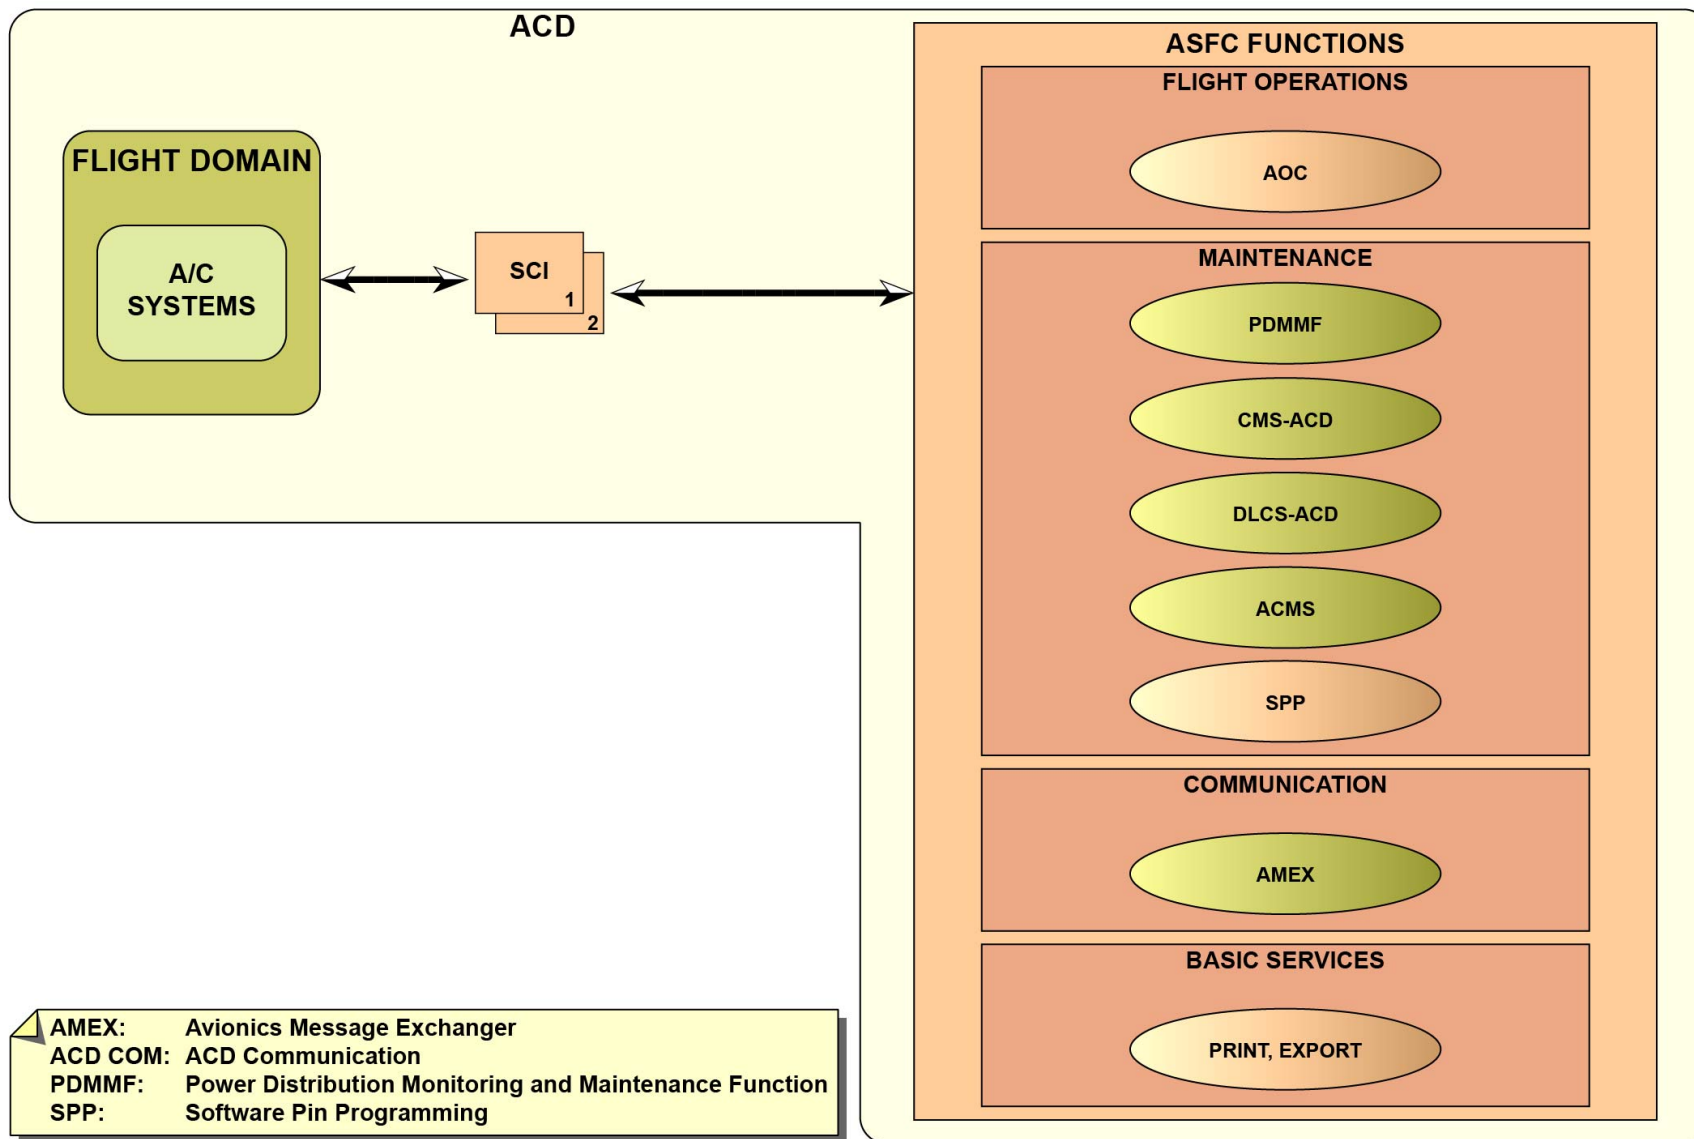 ACD
FLIGHT DOMAIN
A/C
SYSTEMS
SCI
1
2
ASFC FUNCTIONS
FLIGHT OPERATIONS
AOC
MAINTENANCE
PDMMF
CMS-ACD
DLCS-ACD
ACMS
SPP
COMMUNICATION
AMEX
BASIC SERVICES
PRINT, EXPORT
AMEX: Avionics Message Exchanger
ACD COM: ACD Communication
PDMMF: Power Distribution Monitoring and Maintenance Function
SPP: Software Pin Programming